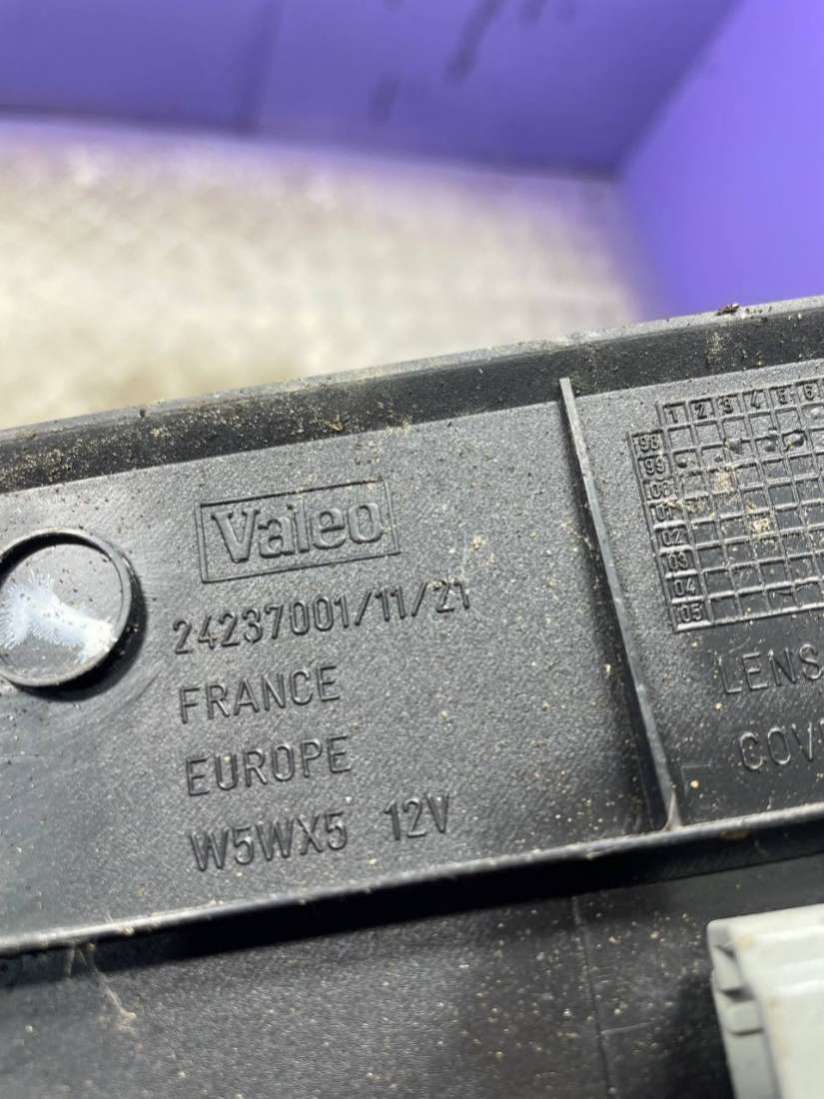 Valeo
24237001/11/21
FRANCE
EUROPE
W5WX5 12V
1 2 3 4 5 6
98
99
00
01
02
03
04
05
LENS
COV